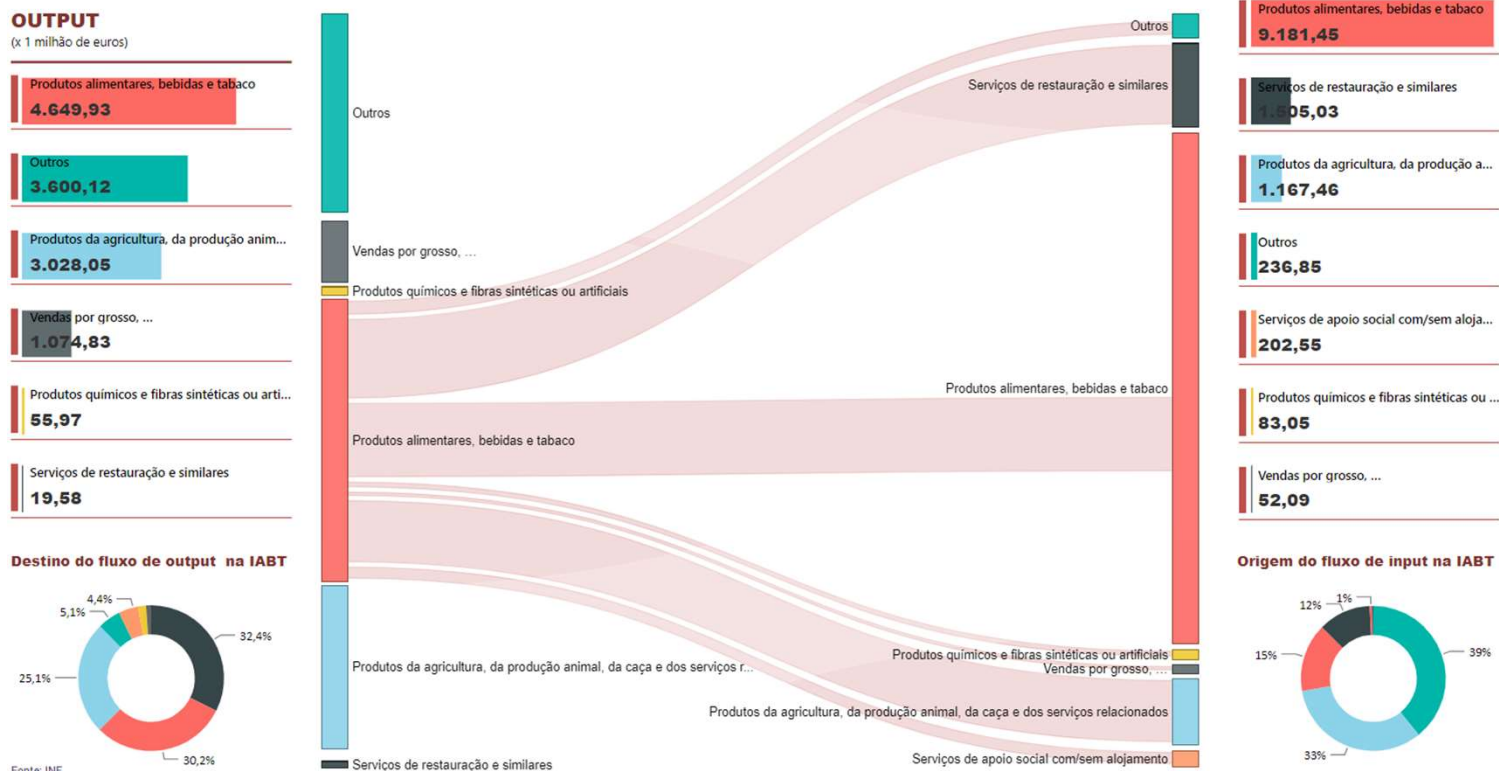 OUTPUT
(x 1 milhão de euros)
Produtos alimentares, bebidas e tabaco
4.649,93
Outros
3.600,12
Produtos da agricultura, da produção anim...
3.028,05
Vendas por grosso, ...
1.074,83
Produtos químicos e fibras sintéticas ou arti...
55,97
Serviços de restauração e similares
19,58
Destino do fluxo de output na IABT
4,4%
5,1%
32,4%
25,1%
30,2%
Fonte: INE
Outros
Vendas por grosso, ...
Produtos químicos e fibras sintéticas ou artificiais
Produtos alimentares, bebidas e tabaco
Produtos da agricultura, da produção animal, da caça e dos serviços r...
Serviços de restauração e similares
Outros
Serviços de restauração e similares
Produtos alimentares, bebidas e tabaco
Produtos químicos e fibras sintéticas ou artificiais
Vendas por grosso, ...
Produtos da agricultura, da produção animal, da caça e dos serviços relacionados
Serviços de apoio social com/sem alojamento
Produtos alimentares, bebidas e tabaco
9.181,45
Serviços de restauração e similares
1.505,03
Produtos da agricultura, da produção a...
1.167,46
Outros
236,85
Serviços de apoio social com/sem aloja...
202,55
Produtos químicos e fibras sintéticas ou ...
83,05
Vendas por grosso, ...
52,09
Origem do fluxo de input na IABT
1%
12%
39%
15%
33%